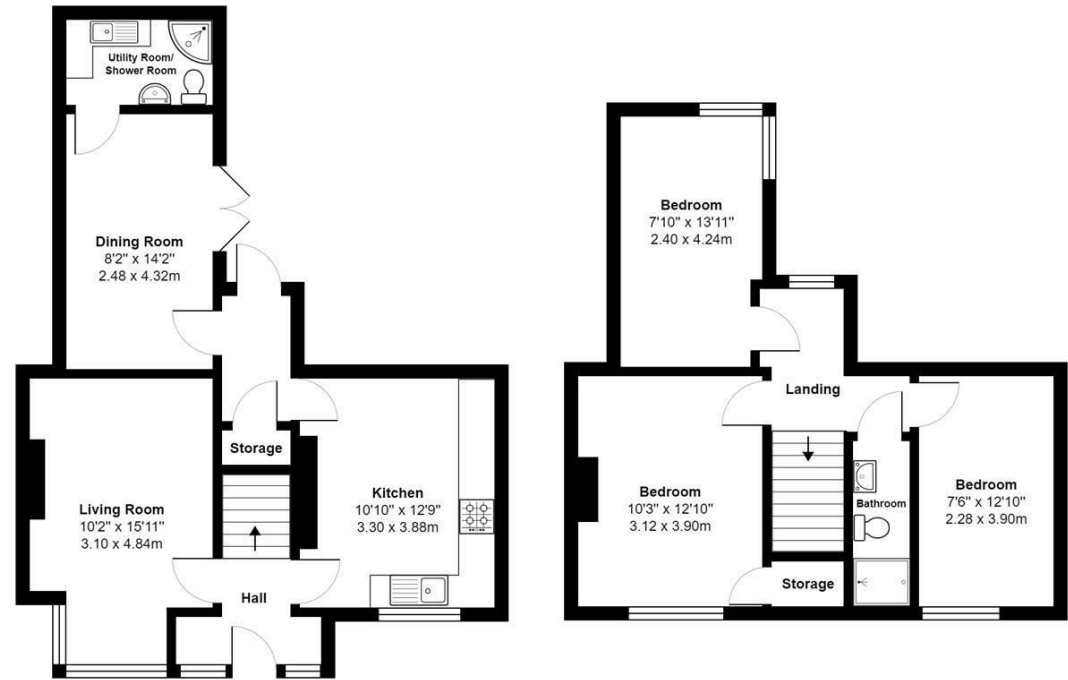 Utility Room/
Shower Room
Dining Room
8'2" x 14'2"
2.48 x 4.32m
Storage
Living Room
10'2" x 15'11"
3.10 x 4.84m
Kitchen
10'10" x 12'9"
3.30 x 3.88m
Hall
Bedroom
7'10" x 13'11"
2.40 x 4.24m
Landing
Bedroom
10'3" x 12'10"
3.12 x 3.90m
Bathroom
Bedroom
7'6" x 12'10"
2.28 x 3.90m
Storage